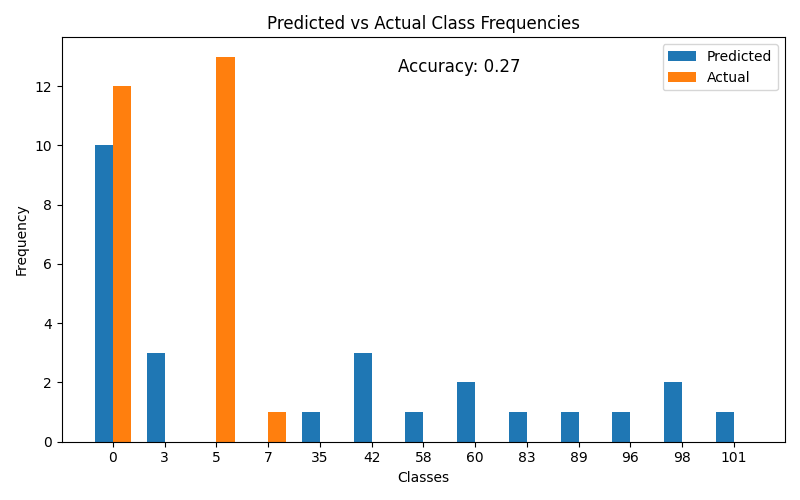 Predicted vs Actual Class Frequencies
Accuracy: 0.27
Predicted
Actual
Frequency
12
10
8
6
4
2
0
0 3 5 7 35 42 58 60 83 89 96 98 101
Classes